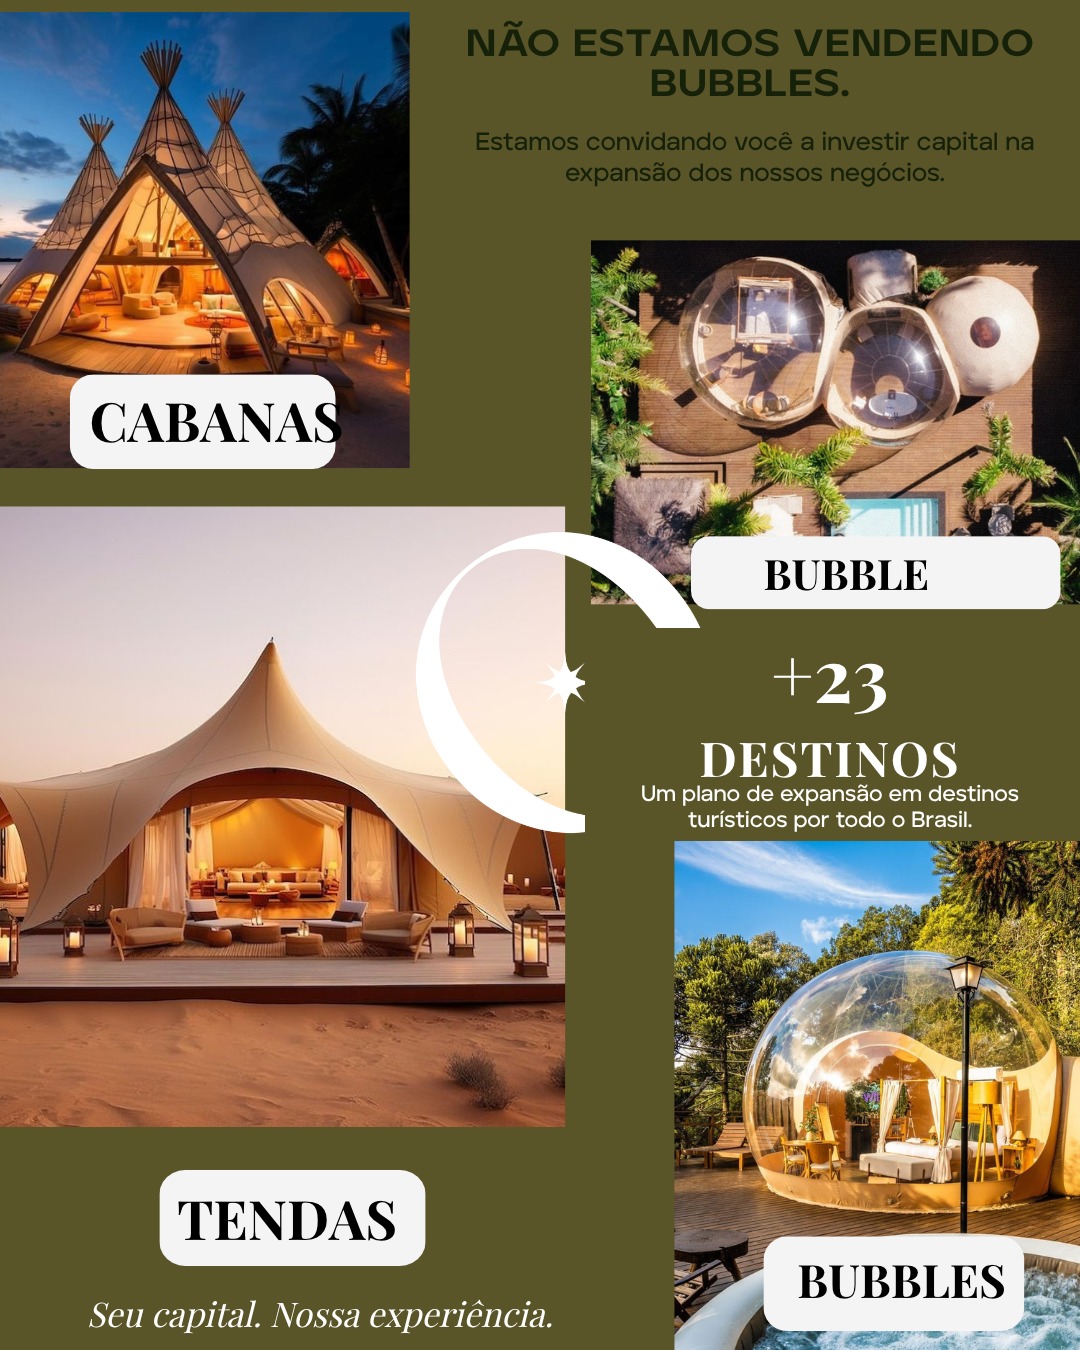 NÃO ESTAMOS VENDENDO
BUBBLES.
Estamos convidando você a investir capital na
expansão dos nossos negócios.
CABANAS
BUBBLE
+23
DESTINOS
Um plano de expansão em destinos
turísticos por todo o Brasil.
TENDAS
BUBBLES
Seu capital. Nossa experiência.